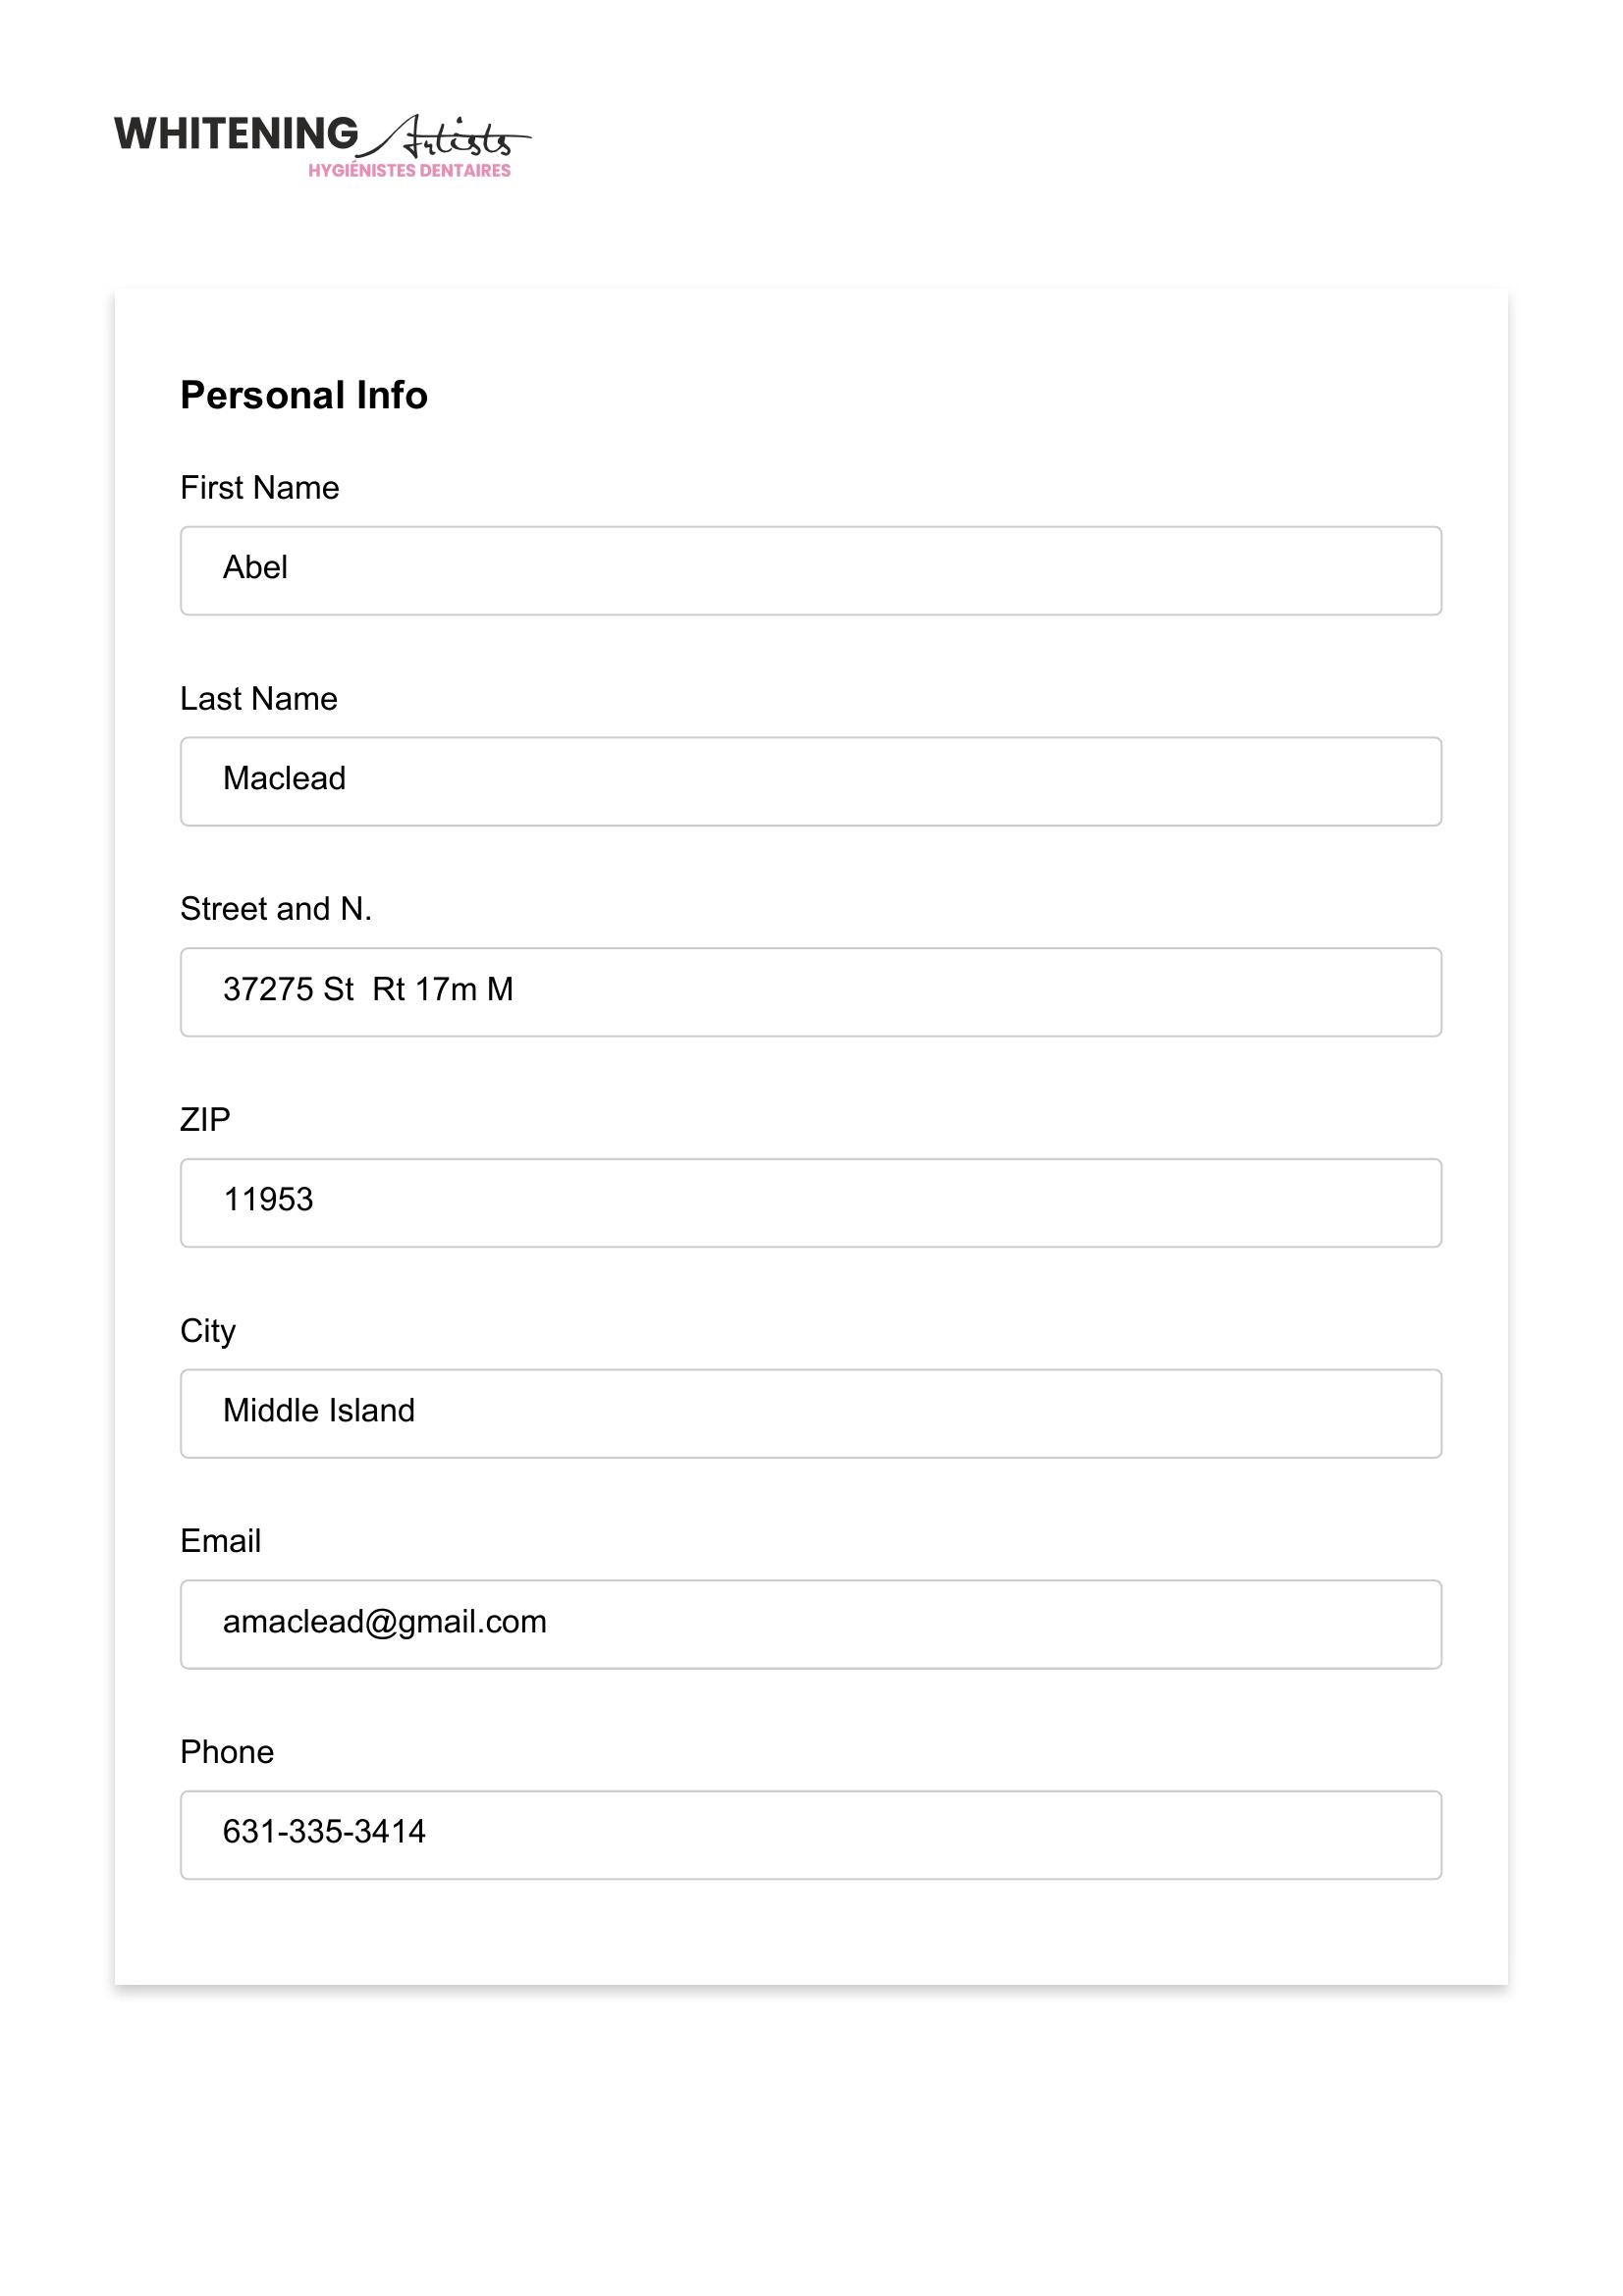 WHITENING Artists
HYGIÉNISTES DENTAIRES
Personal Info
First Name
Abel
Last Name
Maclead
Street and N.
37275 St  Rt 17m M
ZIP
11953
City
Middle Island
Email
amaclead@gmail.com
Phone
631-335-3414